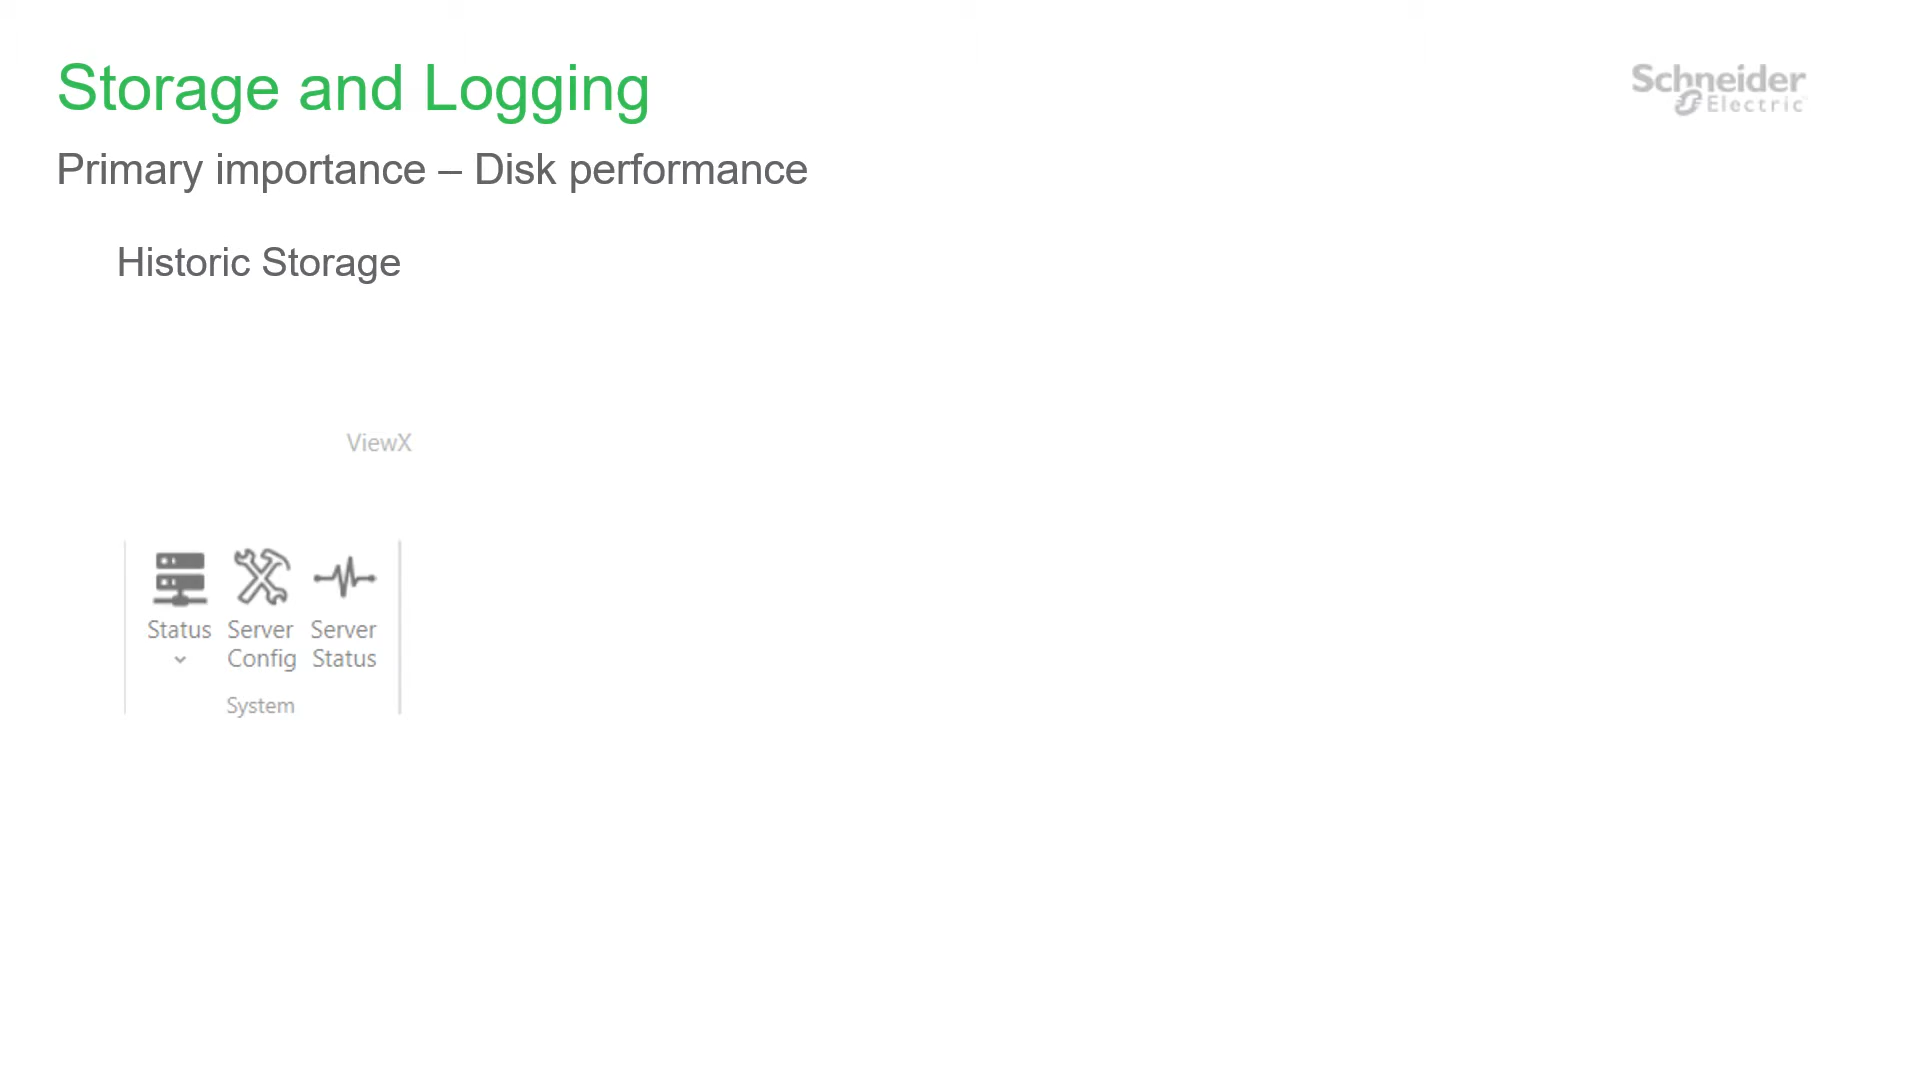 Storage and Logging
Schneider
Electric
Primary importance – Disk performance
Historic Storage
ViewX
Status
Server Config
Server Status
System